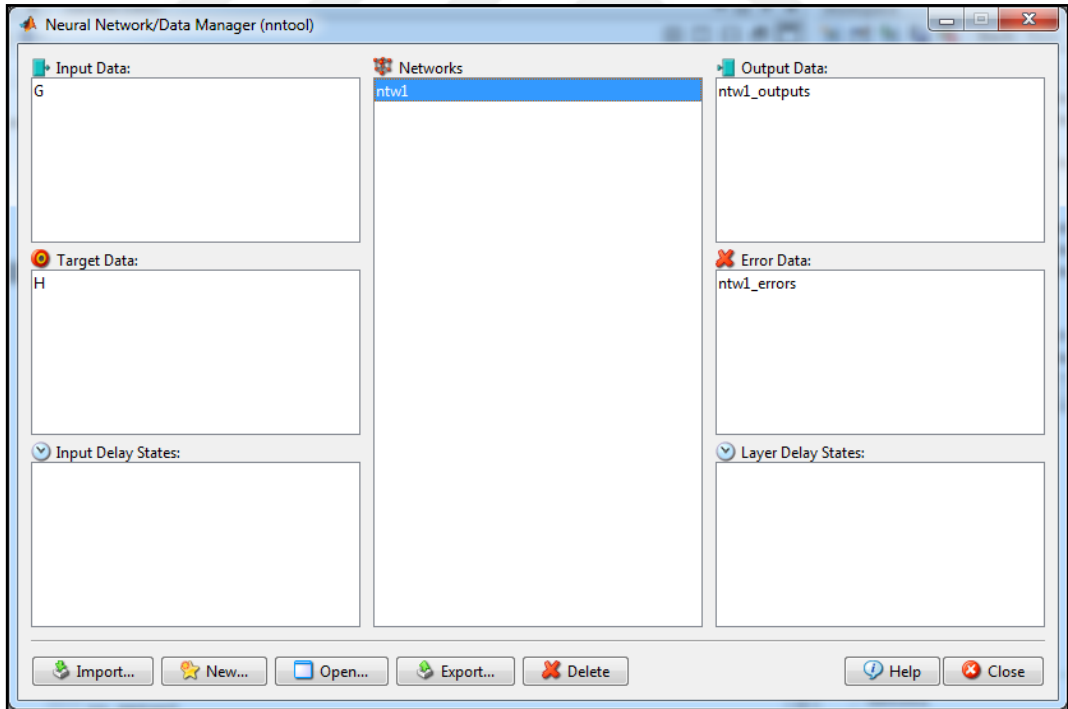 Neural Network/Data Manager (nntool)
Input Data:
G
Networks
ntw1
Output Data:
ntw1_outputs
Target Data:
H
Error Data:
ntw1_errors
Input Delay States:
Layer Delay States:
Import...
New...
Open...
Export...
Delete
Help
Close